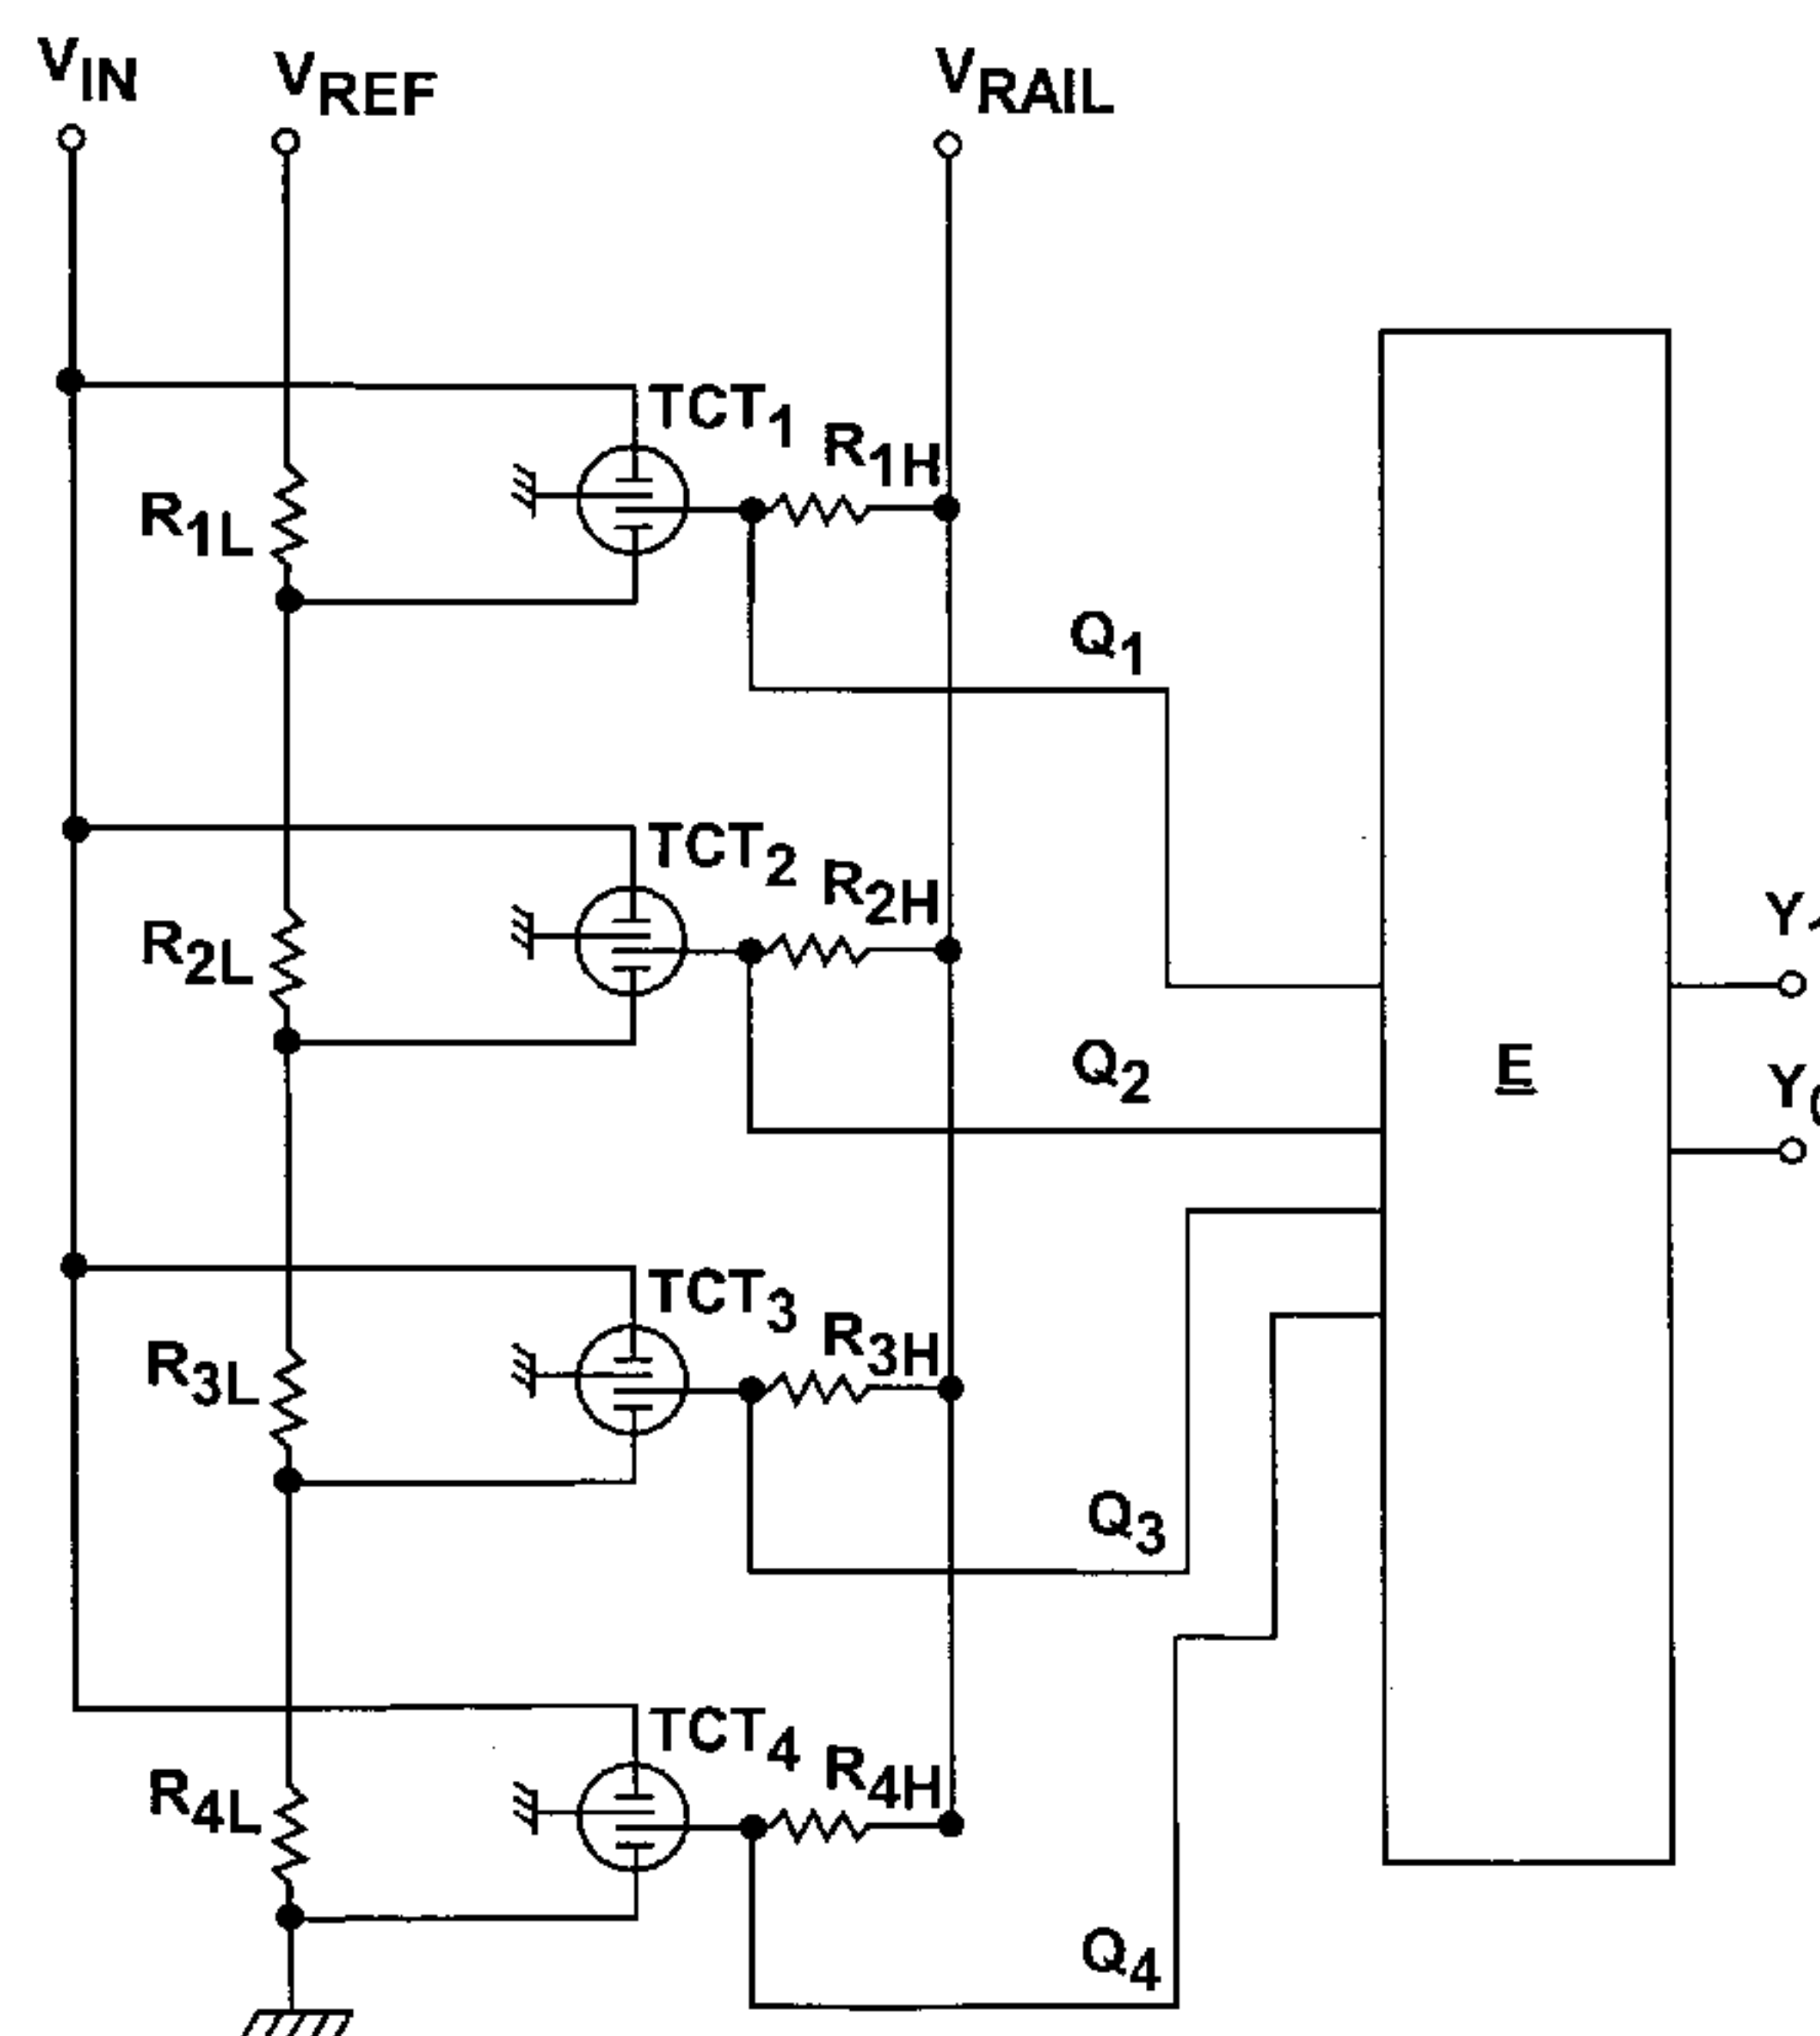 VIN
VREF
VRAIL
TCT1
R1H
R1L
Q1
TCT2
R2H
R2L
Q2
E
TCT3
R3H
R3L
Q3
TCT4
R4H
R4L
Q4